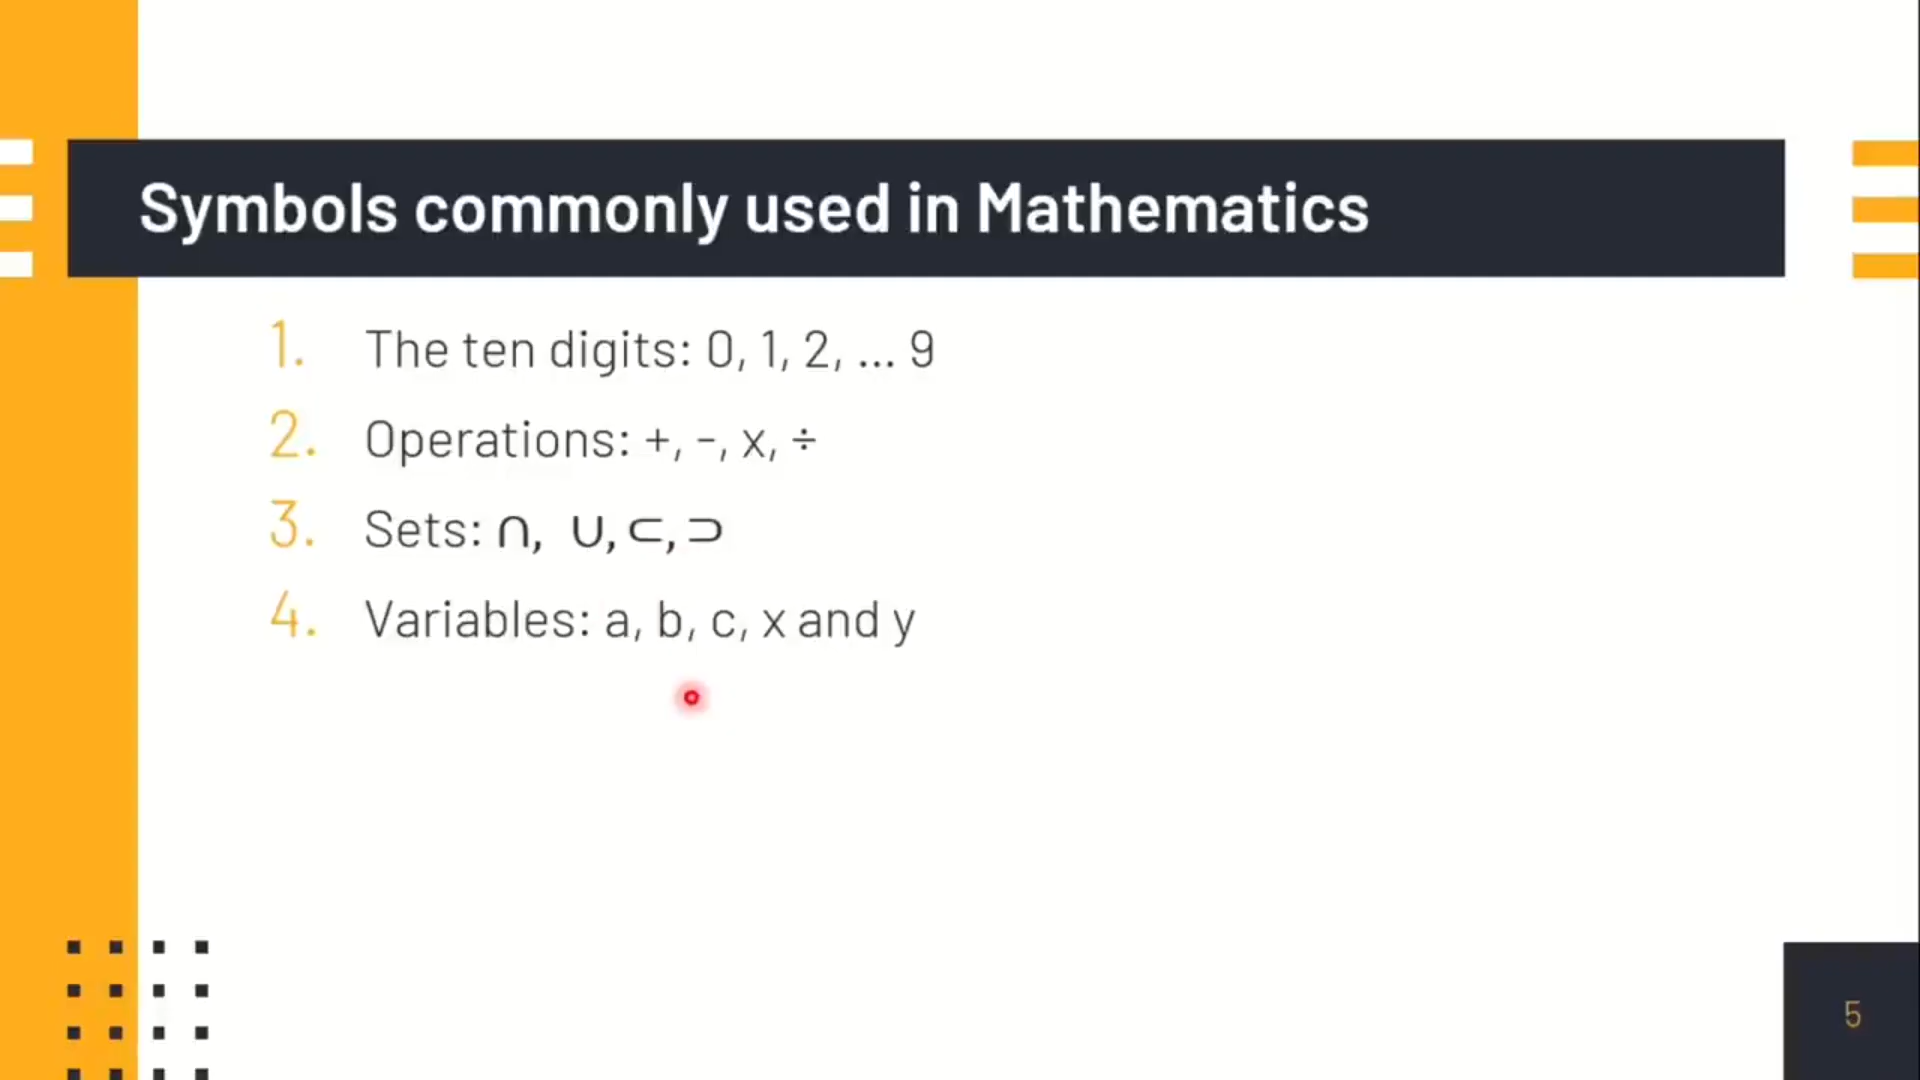 Symbols commonly used in Mathematics
1. The ten digits: 0, 1, 2, ... 9
2. Operations: +, -, x, ÷
3. Sets: ∩, ∪, ⊂, ⊃
4. Variables: a, b, c, x and y
5